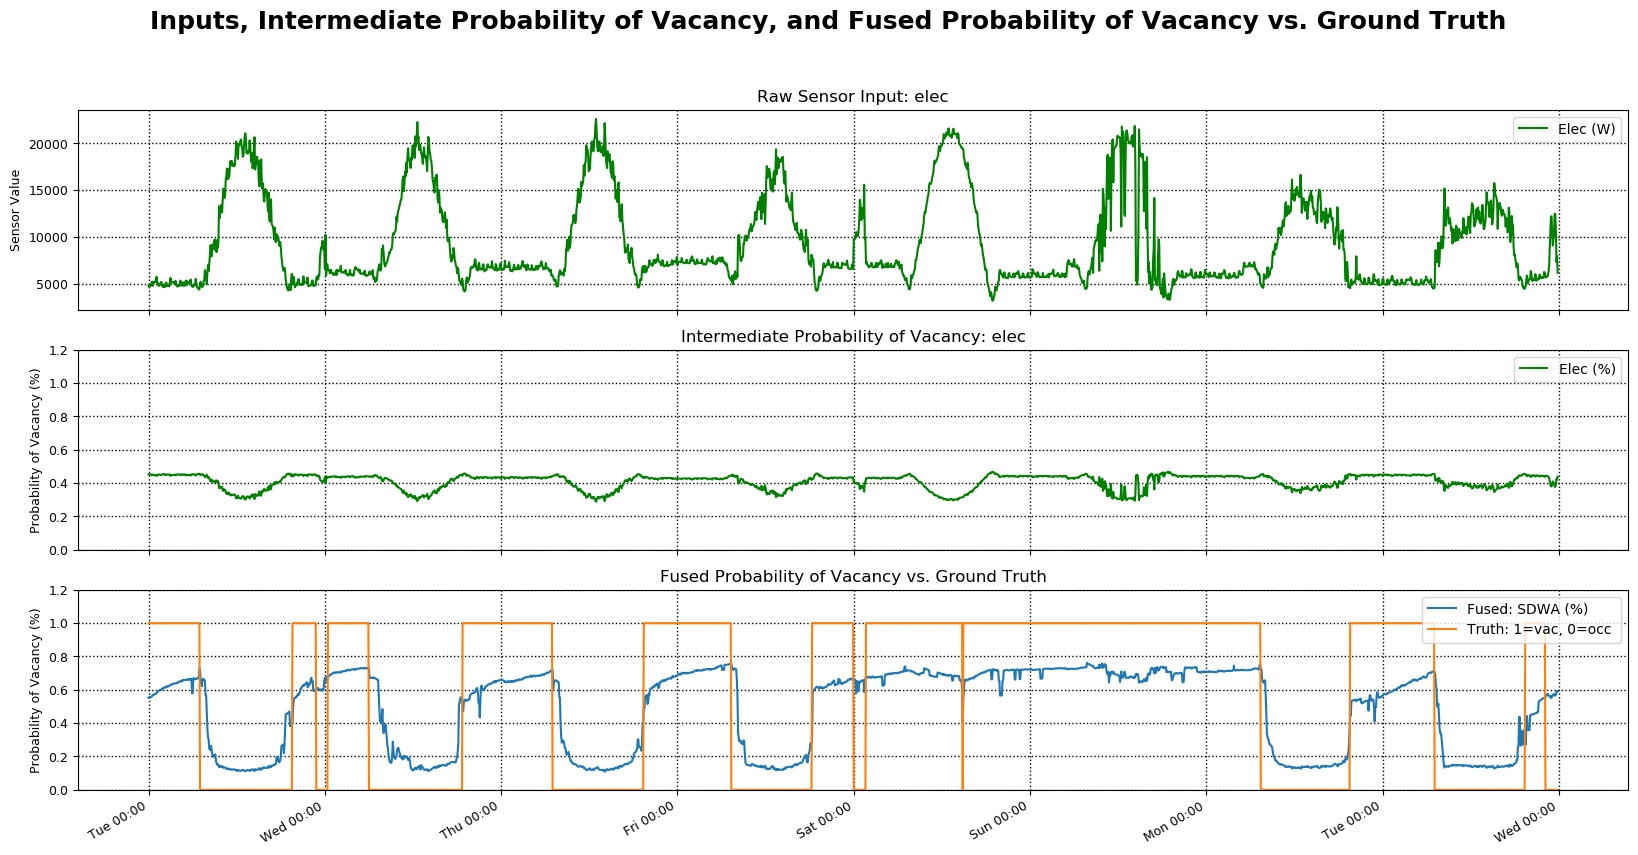 Inputs, Intermediate Probability of Vacancy, and Fused Probability of Vacancy vs. Ground Truth
Raw Sensor Input: elec
Sensor Value
20000
15000
10000
5000
Elec (W)
Intermediate Probability of Vacancy: elec
Probability of Vacancy (%)
1.2
1.0
0.8
0.6
0.4
0.2
0.0
Elec (%)
Fused Probability of Vacancy vs. Ground Truth
Probability of Vacancy (%)
1.2
1.0
0.8
0.6
0.4
0.2
0.0
Fused: SDWA (%)
Truth: 1=vac, 0=occ
Tue 00:00
Wed 00:00
Thu 00:00
Fri 00:00
Sat 00:00
Sun 00:00
Mon 00:00
Tue 00:00
Wed 00:00